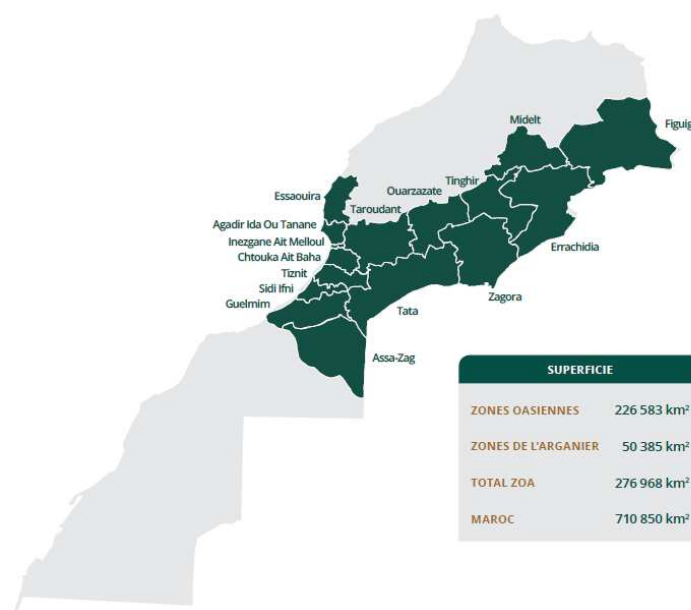 Midelt
Figuig
Tinghir
Ouarzazate
Essaouira
Taroudant
Agadir Ida Ou Tanane
Inezgane Ait Melloul
Errachidia
Chtouka Ait Baha
Tiznit
Sidi Ifni
Zagora
Guelmim
Tata
Assa-Zag
SUPERFICIE
ZONES OASIENNES 226 583 km²
ZONES DE L'ARGANIER 50 385 km²
TOTAL ZOA 276 968 km²
MAROC 710 850 km²